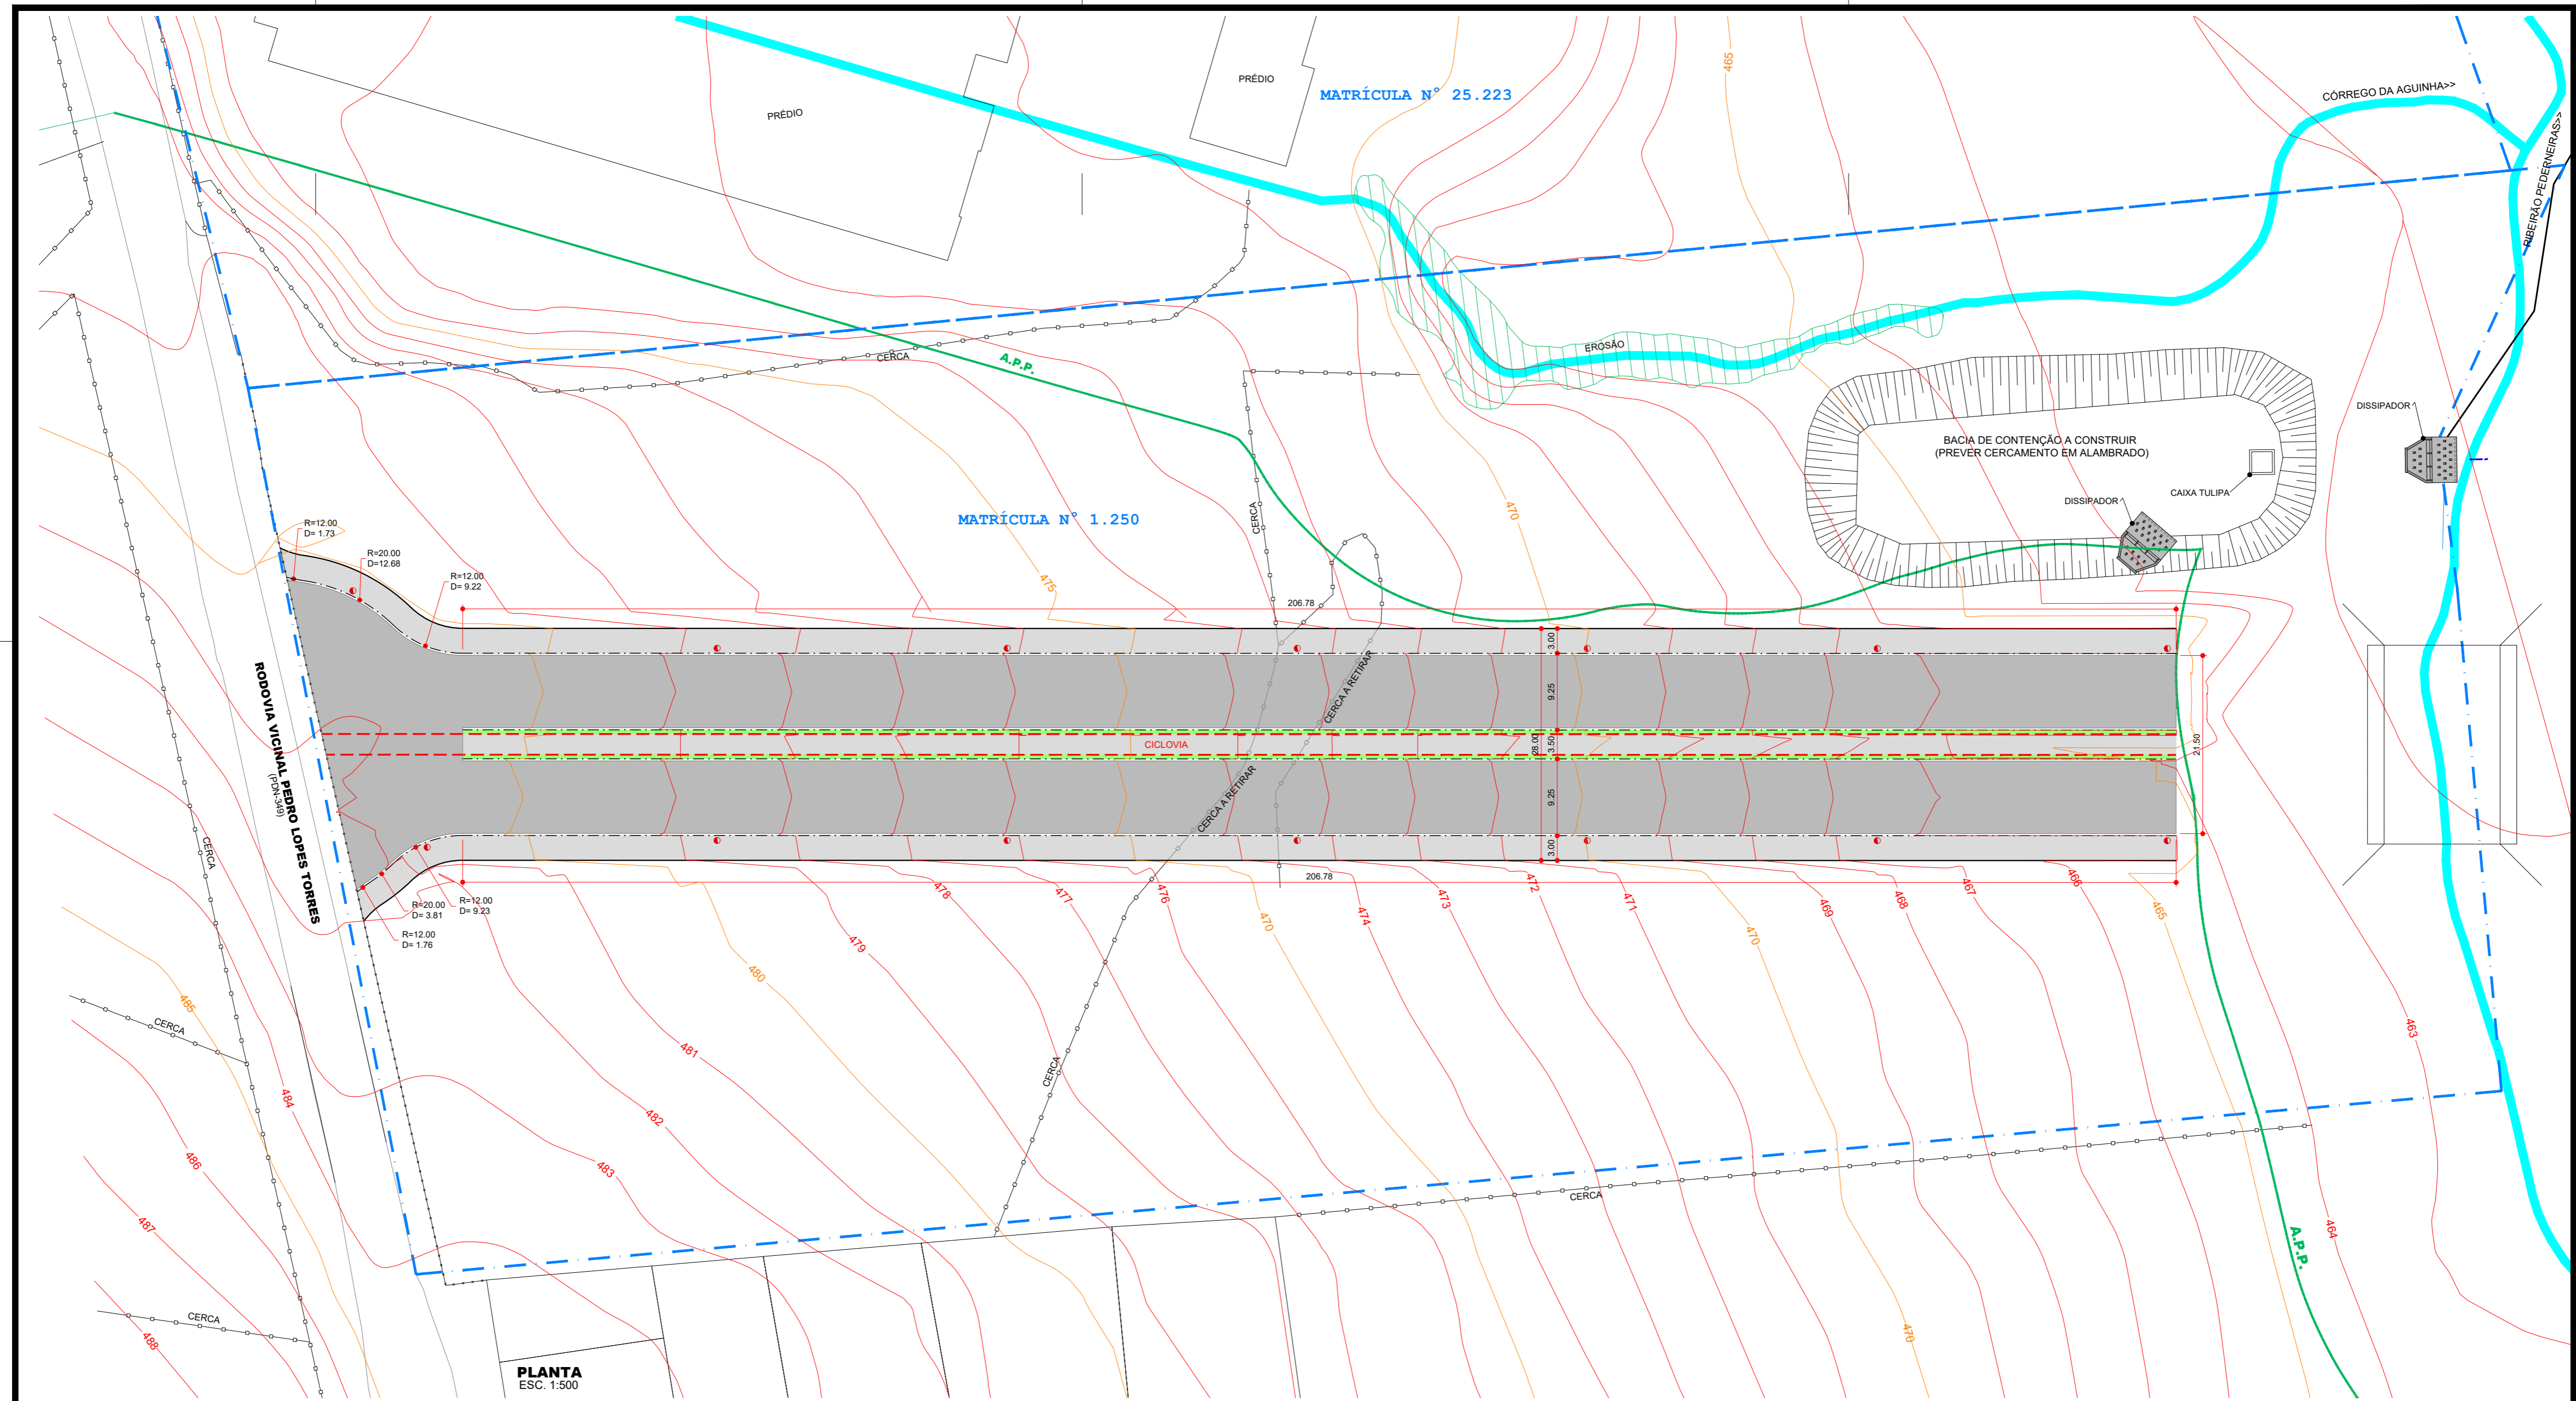 465
PRÉDIO
CÓRREGO DA AGUINHA>>
MATRÍCULA N° 25.223
PRÉDIO
RIBEIRÃO PEDERNEIRAS>>
EROSÃO
CERCA
A.P.P.
DISSIPADOR
BACIA DE CONTENÇÃO A CONSTRUIR
(PREVER CERCAMENTO EM ALAMBRADO)
CAIXA TULIPA
DISSIPADOR
470
CERCA
MATRÍCULA N° 1.250
R=12.00
D= 1.73
R=20.00
D=12.68
R=12.00
D= 9.22
475
206.78
3.00
9.25
CERCA A RETIRAR
RODOVIA VICINAL PEDRO LOPES TORRES
(PDN-349)
CICLOVIA
28.00
3.50
21.50
CERCA A RETIRAR
9.25
3.00
CERCA
206.78
R=20.00
D= 3.81
R=12.00
D= 9.23
R=12.00
D= 1.76
478
477
476
474
473
472
471
469
468
467
466
465
470
470
479
480
485
CERCA
484
481
482
483
CERCA
463
486
487
488
CERCA
CERCA
464
A.P.P.
470
PLANTA
ESC. 1:500